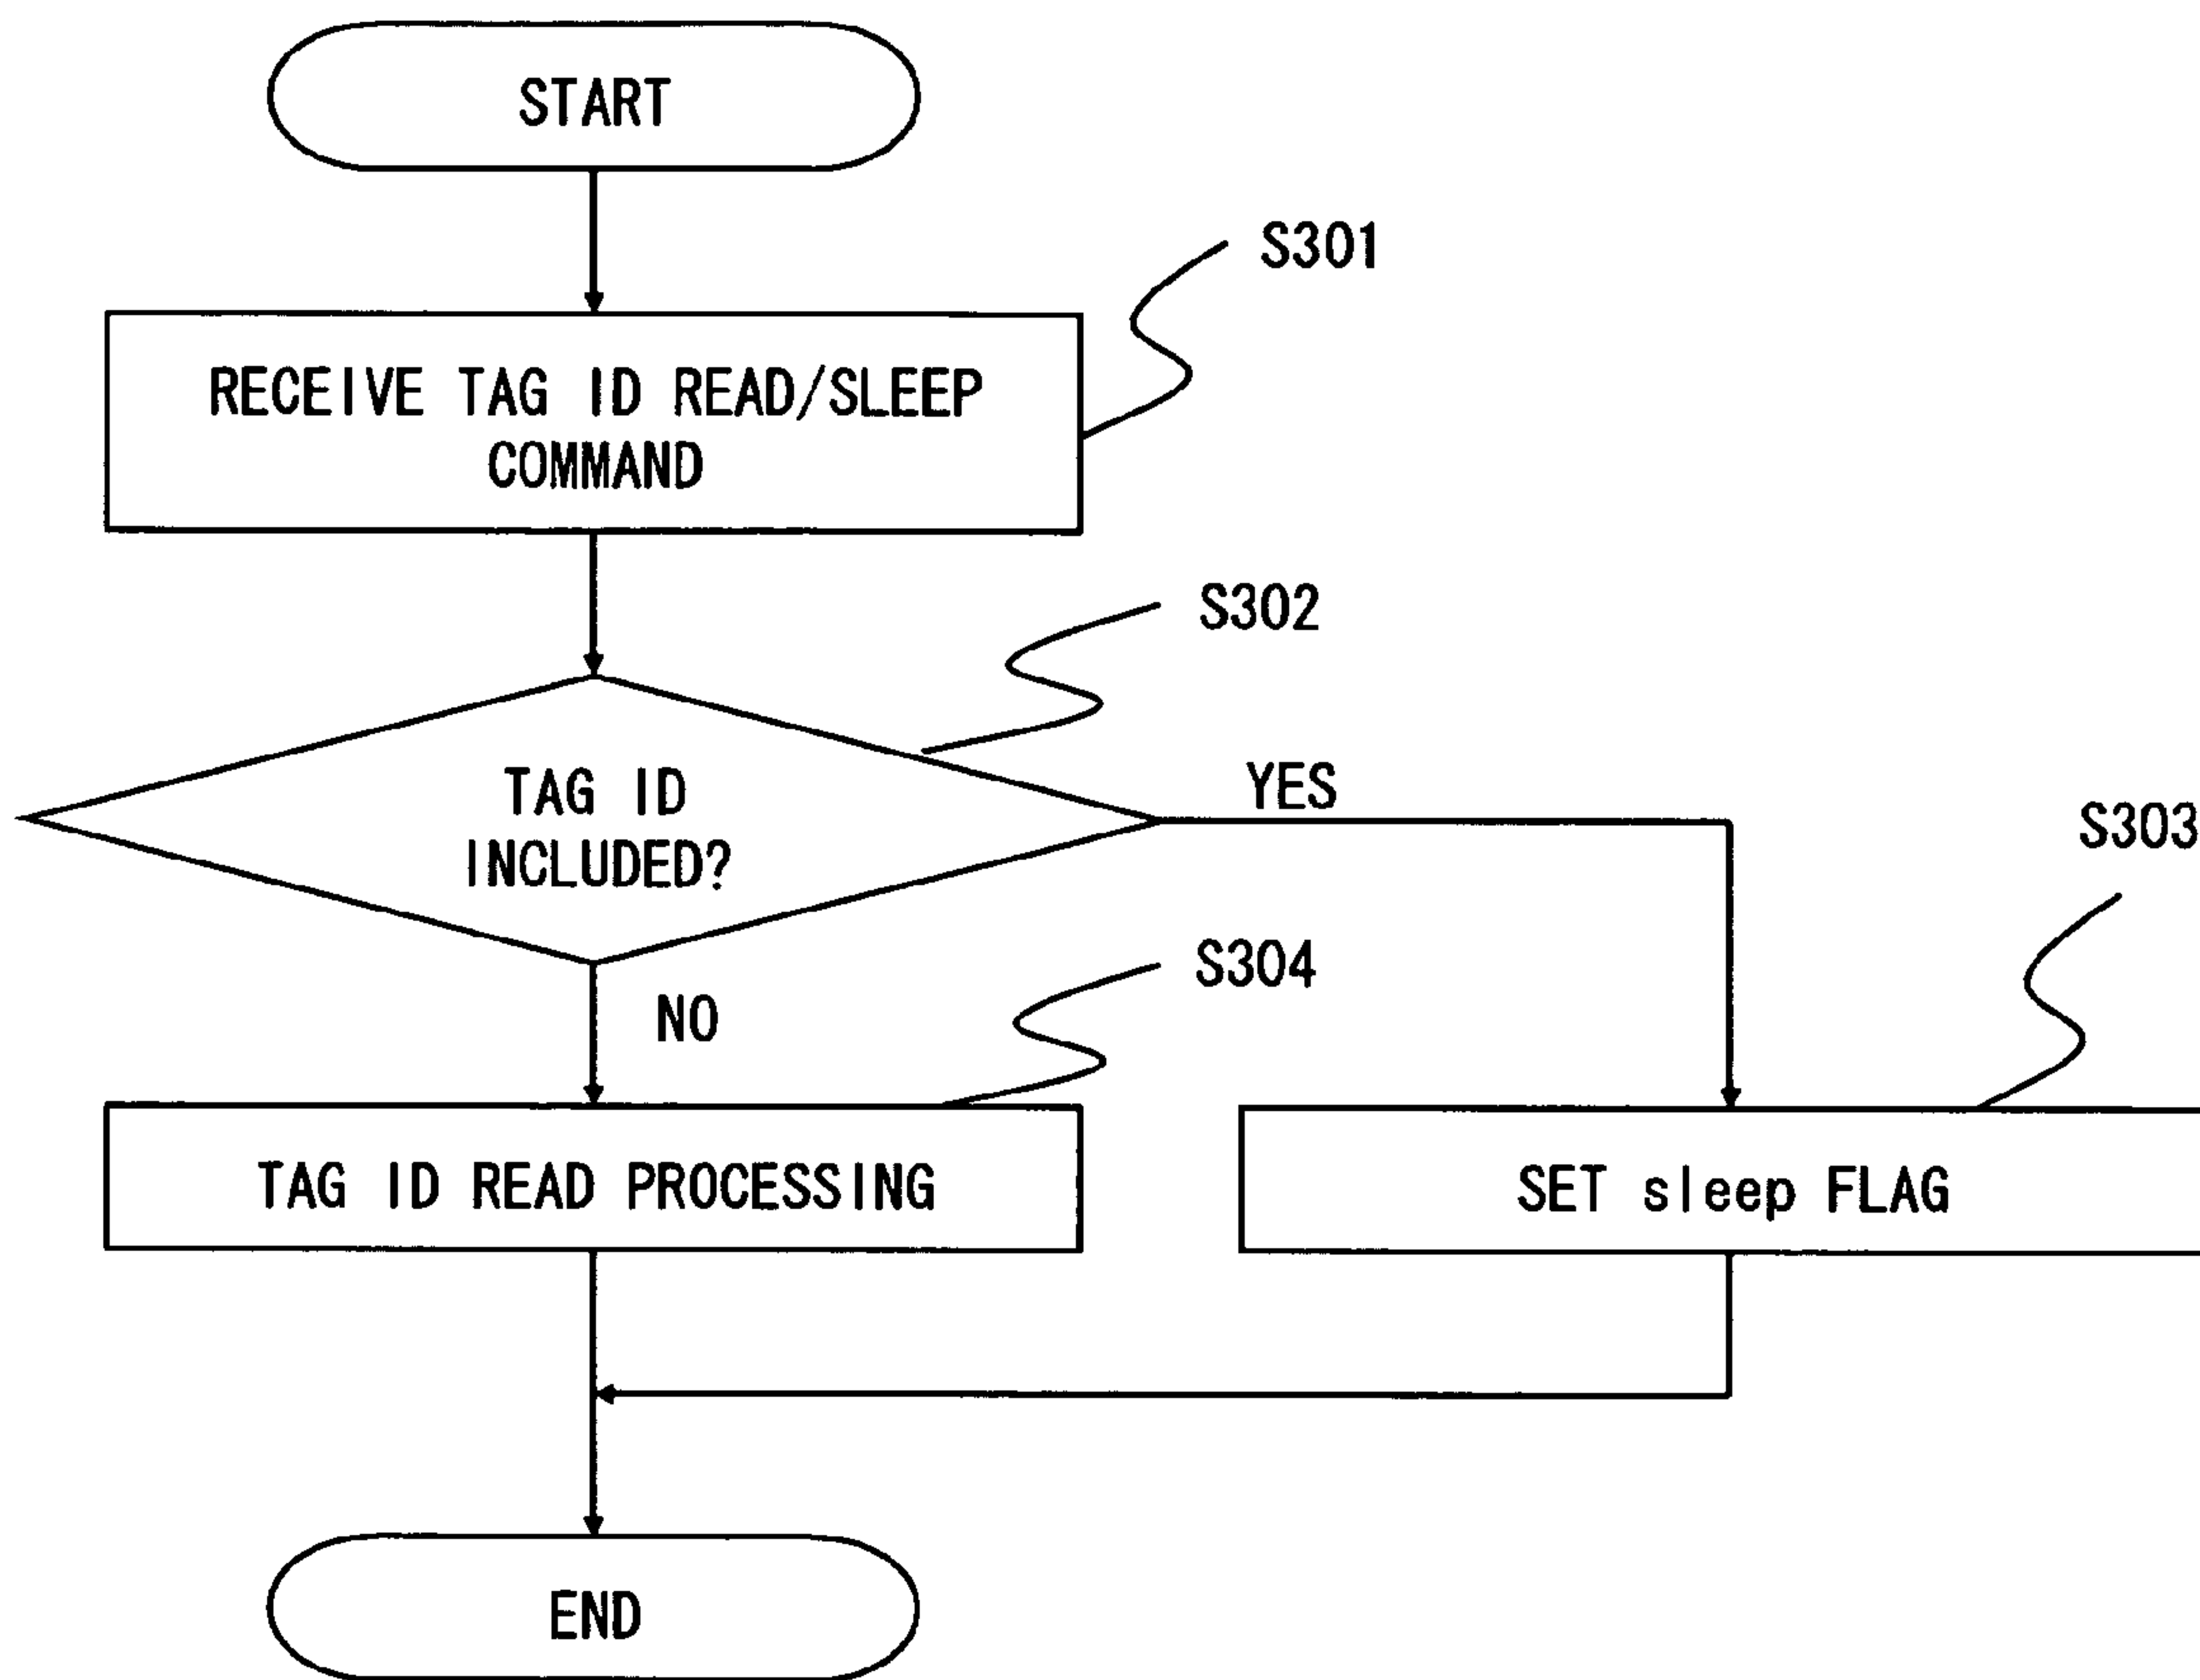 START
S301
RECEIVE TAG ID READ/SLEEP
COMMAND
S302
TAG ID
INCLUDED?
YES
S303
NO
S304
TAG ID READ PROCESSING
SET sleep FLAG
END